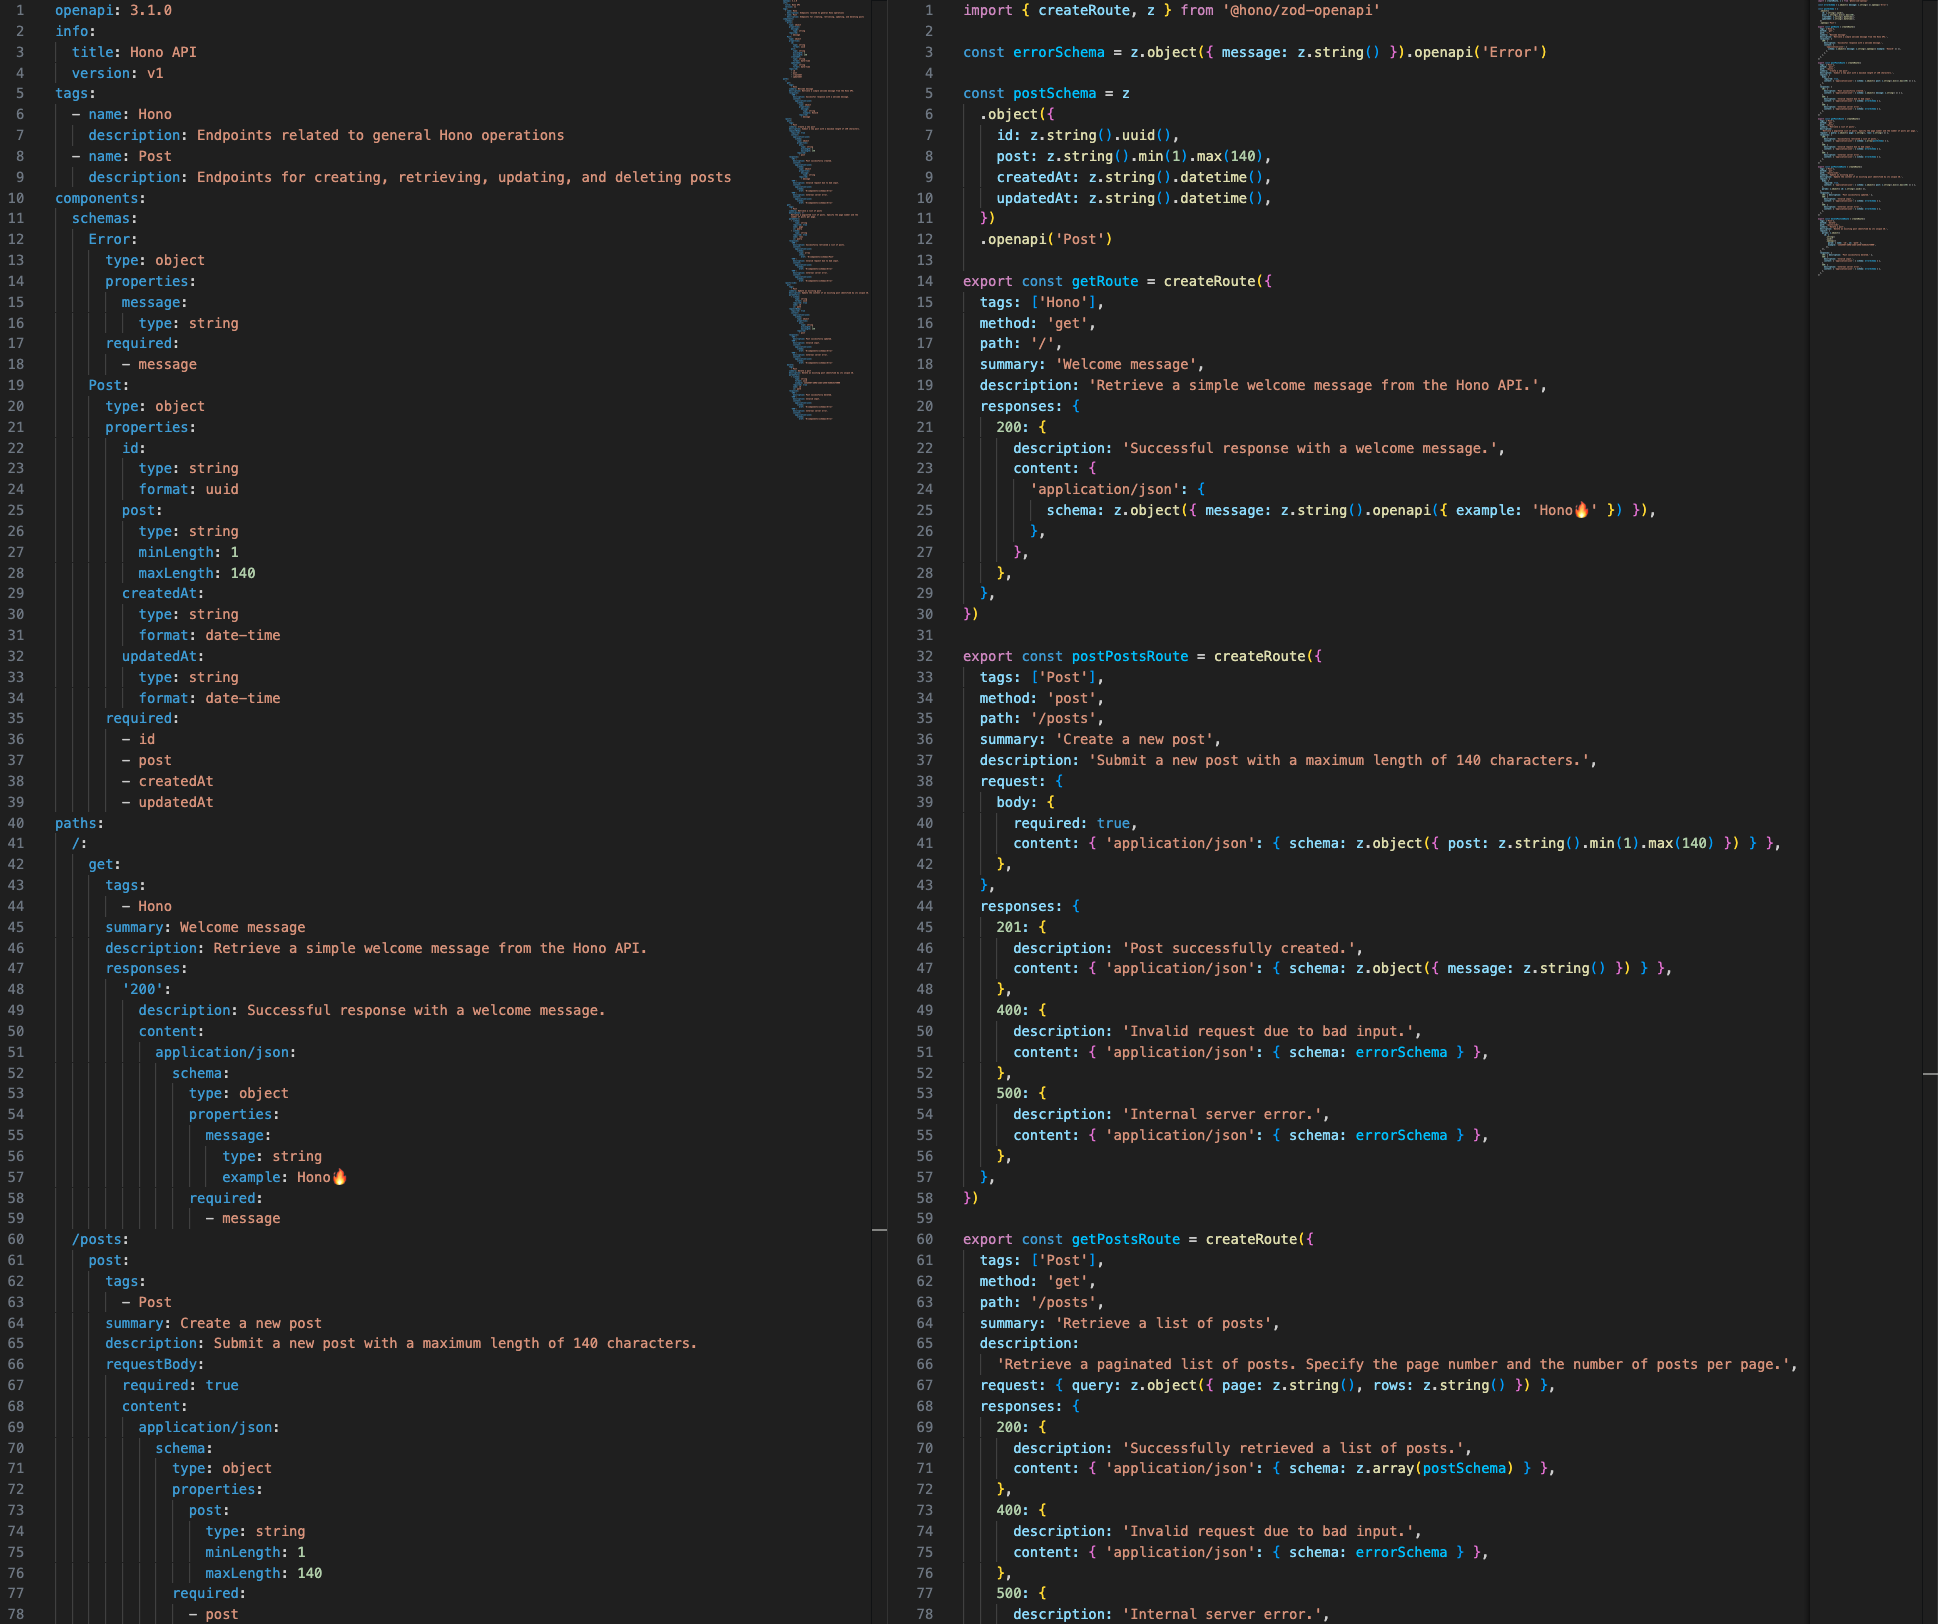 1 openapi: 3.1.0
2 info:
3   title: Hono API
4   version: v1
5 tags:
6   - name: Hono
7     description: Endpoints related to general Hono operations
8   - name: Post
9     description: Endpoints for creating, retrieving, updating, and deleting posts
10 components:
11   schemas:
12     Error:
13       type: object
14       properties:
15         message:
16           type: string
17       required:
18         - message
19     Post:
20       type: object
21       properties:
22         id:
23           type: string
24           format: uuid
25         post:
26           type: string
27           minLength: 1
28           maxLength: 140
29         createdAt:
30           type: string
31           format: date-time
32         updatedAt:
33           type: string
34           format: date-time
35       required:
36         - id
37         - post
38         - createdAt
39         - updatedAt
40 paths:
41   /:
42     get:
43       tags:
44         - Hono
45       summary: Welcome message
46       description: Retrieve a simple welcome message from the Hono API.
47       responses:
48         '200':
49           description: Successful response with a welcome message.
50           content:
51             application/json:
52               schema:
53                 type: object
54                 properties:
55                   message:
56                     type: string
57                     example: Hono🔥
58                 required:
59                   - message
60   /posts:
61     post:
62       tags:
63         - Post
64       summary: Create a new post
65       description: Submit a new post with a maximum length of 140 characters.
66       requestBody:
67         required: true
68         content:
69           application/json:
70             schema:
71               type: object
72               properties:
73                 post:
74                   type: string
75                   minLength: 1
76                   maxLength: 140
77               required:
78                 - post
1 import { createRoute, z } from '@hono/zod-openapi'
2
3 const errorSchema = z.object({ message: z.string() }).openapi('Error')
4
5 const postSchema = z
6   .object({
7     id: z.string().uuid(),
8     post: z.string().min(1).max(140),
9     createdAt: z.string().datetime(),
10     updatedAt: z.string().datetime(),
11   })
12   .openapi('Post')
13
14 export const getRoute = createRoute({
15   tags: ['Hono'],
16   method: 'get',
17   path: '/',
18   summary: 'Welcome message',
19   description: 'Retrieve a simple welcome message from the Hono API.',
20   responses: {
21     200: {
22       description: 'Successful response with a welcome message.',
23       content: {
24         'application/json': {
25           schema: z.object({ message: z.string().openapi({ example: 'Hono🔥' }) }),
26         },
27       },
28     },
29   },
30 })
31
32 export const postPostsRoute = createRoute({
33   tags: ['Post'],
34   method: 'post',
35   path: '/posts',
36   summary: 'Create a new post',
37   description: 'Submit a new post with a maximum length of 140 characters.',
38   request: {
39     body: {
40       required: true,
41       content: { 'application/json': { schema: z.object({ post: z.string().min(1).max(140) }) } },
42     },
43   },
44   responses: {
45     201: {
46       description: 'Post successfully created.',
47       content: { 'application/json': { schema: z.object({ message: z.string() }) } },
48     },
49     400: {
50       description: 'Invalid request due to bad input.',
51       content: { 'application/json': { schema: errorSchema } },
52     },
53     500: {
54       description: 'Internal server error.',
55       content: { 'application/json': { schema: errorSchema } },
56     },
57   },
58 })
59
60 export const getPostsRoute = createRoute({
61   tags: ['Post'],
62   method: 'get',
63   path: '/posts',
64   summary: 'Retrieve a list of posts',
65   description:
66     'Retrieve a paginated list of posts. Specify the page number and the number of posts per page.',
67   request: { query: z.object({ page: z.string(), rows: z.string() }) },
68   responses: {
69     200: {
70       description: 'Successfully retrieved a list of posts.',
71       content: { 'application/json': { schema: z.array(postSchema) } },
72     },
73     400: {
74       description: 'Invalid request due to bad input.',
75       content: { 'application/json': { schema: errorSchema } },
76     },
77     500: {
78       description: 'Internal server error.',